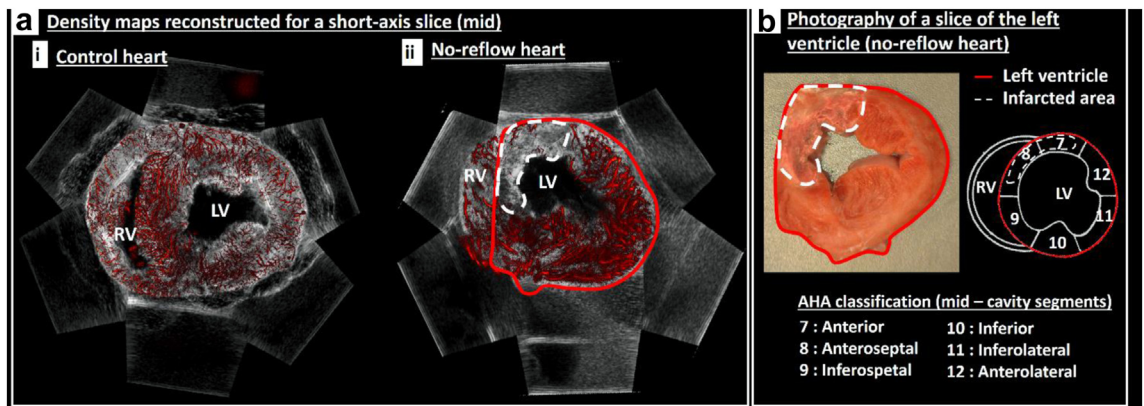 a Density maps reconstructed for a short-axis slice (mid)
i Control heart
ii No-reflow heart
RV
LV
RV
LV
b Photography of a slice of the left
ventricle (no-reflow heart)
Left ventricle
Infarcted area
7
8
12
RV
LV
9
11
10
AHA classification (mid – cavity segments)
7 : Anterior
8 : Anteroseptal
9 : Inferospetal
10 : Inferior
11 : Inferolateral
12 : Anterolateral